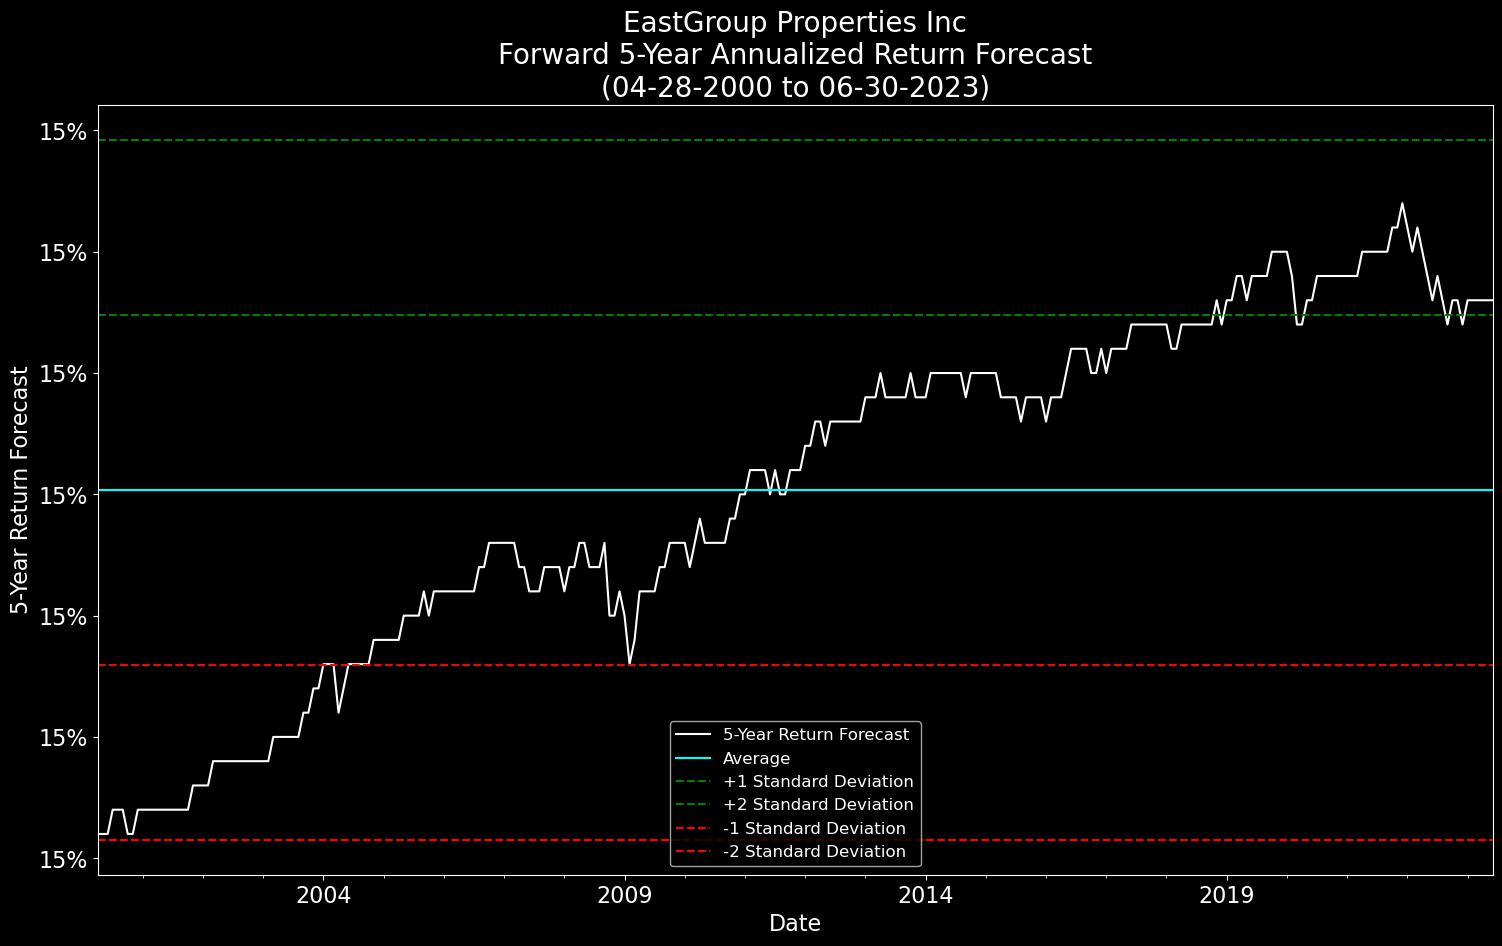 EastGroup Properties Inc
Forward 5-Year Annualized Return Forecast
(04-28-2000 to 06-30-2023)
15%
15%
15%
15%
15%
15%
15%
5-Year Return Forecast
5-Year Return Forecast
Average
+1 Standard Deviation
+2 Standard Deviation
-1 Standard Deviation
-2 Standard Deviation
2004
2009
2014
2019
Date